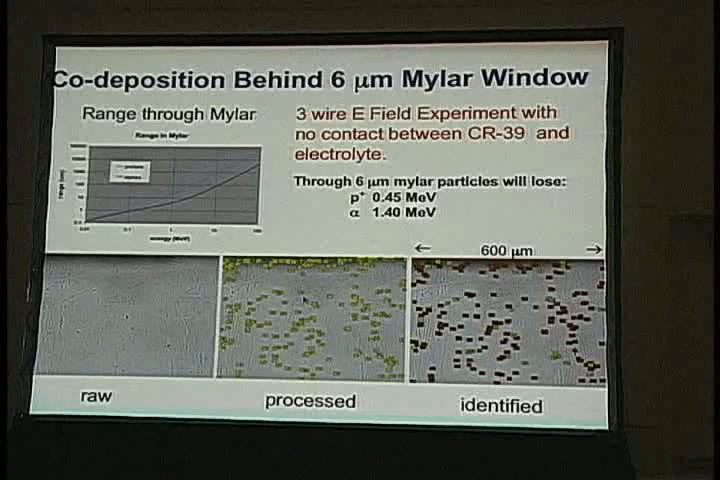 Co-deposition Behind 6 µm Mylar Window
Range through Mylar
3 wire E Field Experiment with
no contact between CR-39 and
electrolyte.
Range in Mylar
energy (MeV)
Through 6 µm mylar particles will lose:
p⁺ 0.45 MeV
α 1.40 MeV
← 600 µm →
raw
processed
identified